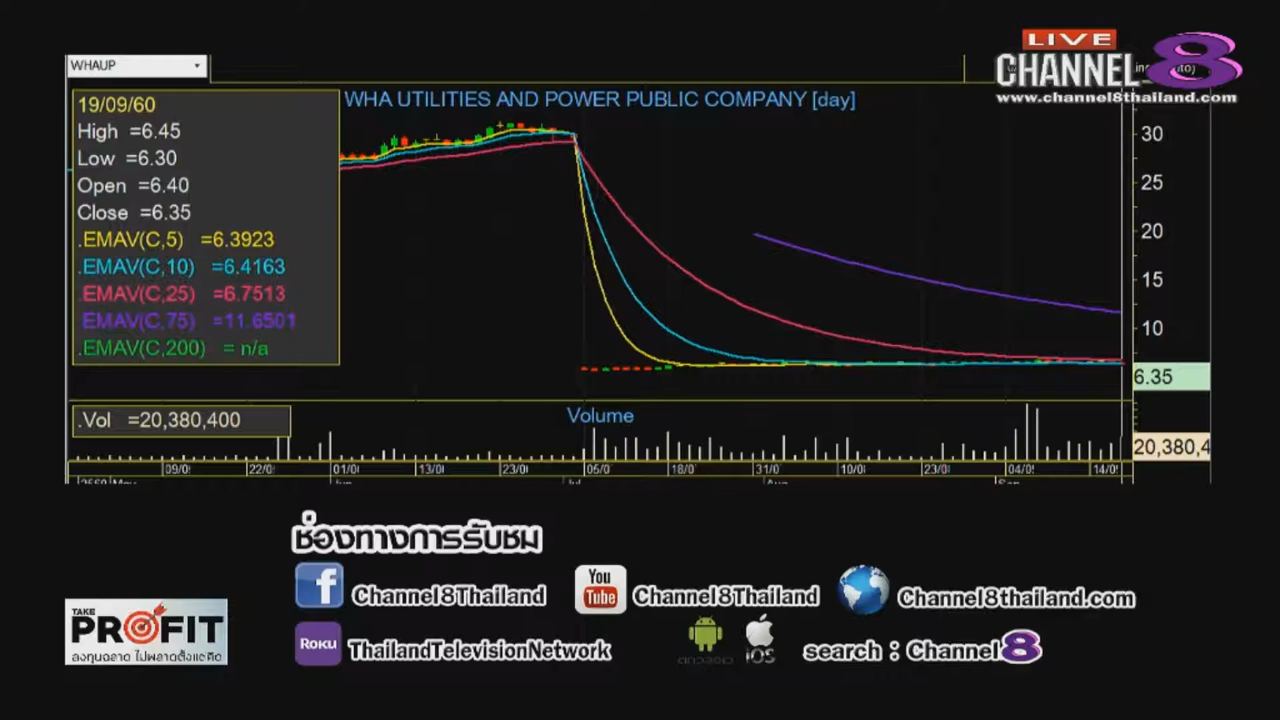 LIVE
CHANNEL 8
www.channel8thailand.com
WHAUP
WHA UTILITIES AND POWER PUBLIC COMPANY [day]
19/09/60
High =6.45
Low =6.30
Open =6.40
Close =6.35
.EMAV(C,5) =6.3923
.EMAV(C,10) =6.4163
.EMAV(C,25) =6.7513
.EMAV(C,75) =11.6501
.EMAV(C,200) = n/a
30
25
20
15
10
6.35
.Vol =20,380,400
Volume
20,380,4
09/0 22/0 01/0 13/0 23/0 05/0 18/0 31/0 10/0 23/0 04/0 14/0
ช่องทางการรับชม
f Channel8Thailand You Tube Channel8Thailand Channel8thailand.com
TAKE PROFIT
ลงทุนฉลาด ไม่พลาดตั้งแต่คิด
ROKU ThailandTelevisionNetwork ANDROID iOS search : Channel 8